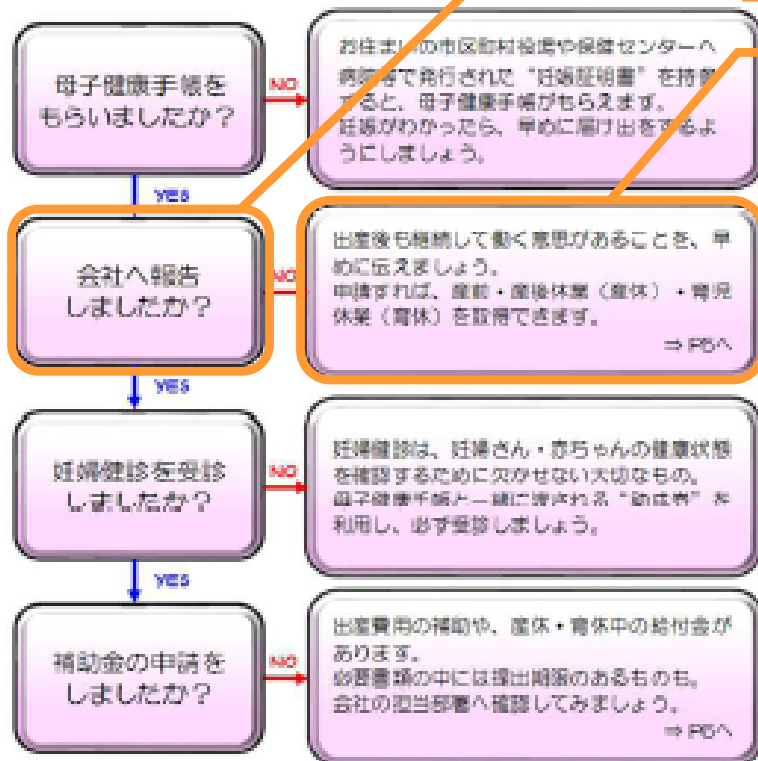 母子健康手帳を
もらいましたか？
NO
お住まいの市区町村役場や保健センターへ
病院等で発行された“妊娠証明書”を持参
すると、母子健康手帳がもらえます。
妊娠がわかったら、早めに届け出をするよ
うにしましょう。
YES
会社へ報告
しましたか？
NO
出産後も継続して働く意思があることを、早
めに伝えましょう。
申請すれば、産前・産後休業（産休）・育児
休業（育休）を取得できます。
⇒P5へ
YES
妊婦健診を受診
しましたか？
NO
妊婦健診は、妊婦さん・赤ちゃんの健康状態
を確認するために欠かせない大切なもの。
母子健康手帳と一緒に渡される“助成券”を
利用し、必ず受診しましょう。
YES
補助金の申請を
しましたか？
NO
出産費用の補助や、産休・育休中の給付金が
あります。
必要書類の中には提出期限のあるものも。
会社の担当部署へ確認してみましょう。
⇒へ